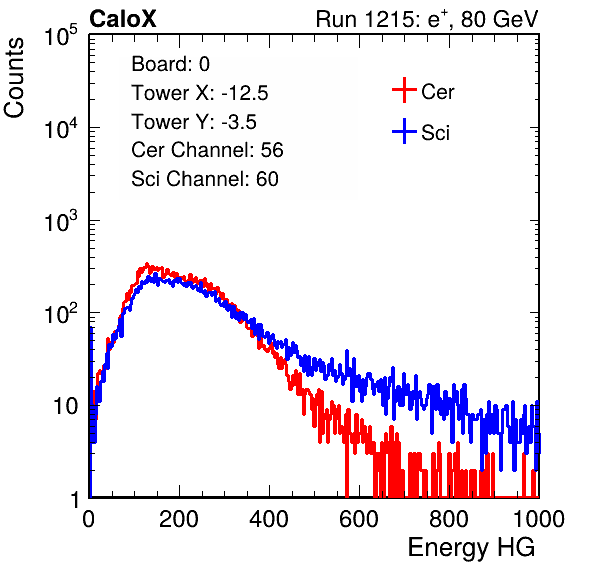 CaloX Run 1215: e⁺, 80 GeV
Counts
10⁵
10⁴
10³
10²
10
1
Board: 0
Tower X: -12.5
Tower Y: -3.5
Cer Channel: 56
Sci Channel: 60
Cer
Sci
0 200 400 600 800 1000
Energy HG